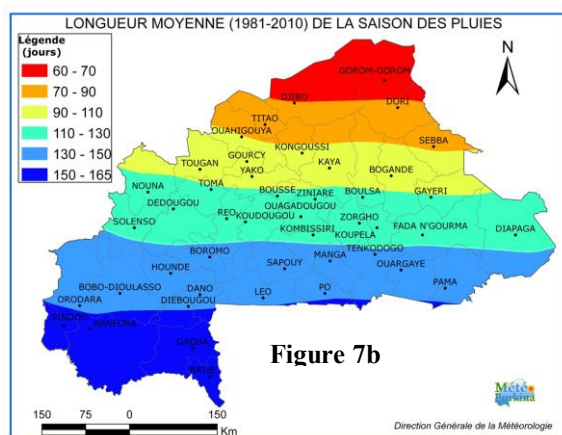 LONGUEUR MOYENNE (1981-2010) DE LA SAISON DES PLUIES
Légende
(jours)
60 - 70
70 - 90
90 - 110
110 - 130
130 - 150
150 - 165
N
GOROM-GOROM
DJIBO
DORI
TITAO
OUAHIGOUYA
SEBBA
KONGOUSSI
GOURCY
TOUGAN
YAKO
KAYA
BOGANDE
NOUNA
TOMA
BOUSSE
ZINIARE
BOULSA
GAYERI
DEDOUGOU
OUAGADOUGOU
REO
KOUDOUGOU
ZORGHO
SOLENSO
KOMBISSIRI
KOUPELA
FADA N'GOURMA
DIAPAGA
BOROMO
TENKODOGO
HOUNDE
SAPOUY
MANGA
OUARGAYE
BOBO-DIOULASSO
DANO
LEO
PO
PAMA
ORODARA
DIEBOUGOU
SINDOU
BANFORA
GAOUA
BATIE
Figure 7b
Météo
Burkina
150 75 0 150
Km
Direction Générale de la Météorologie